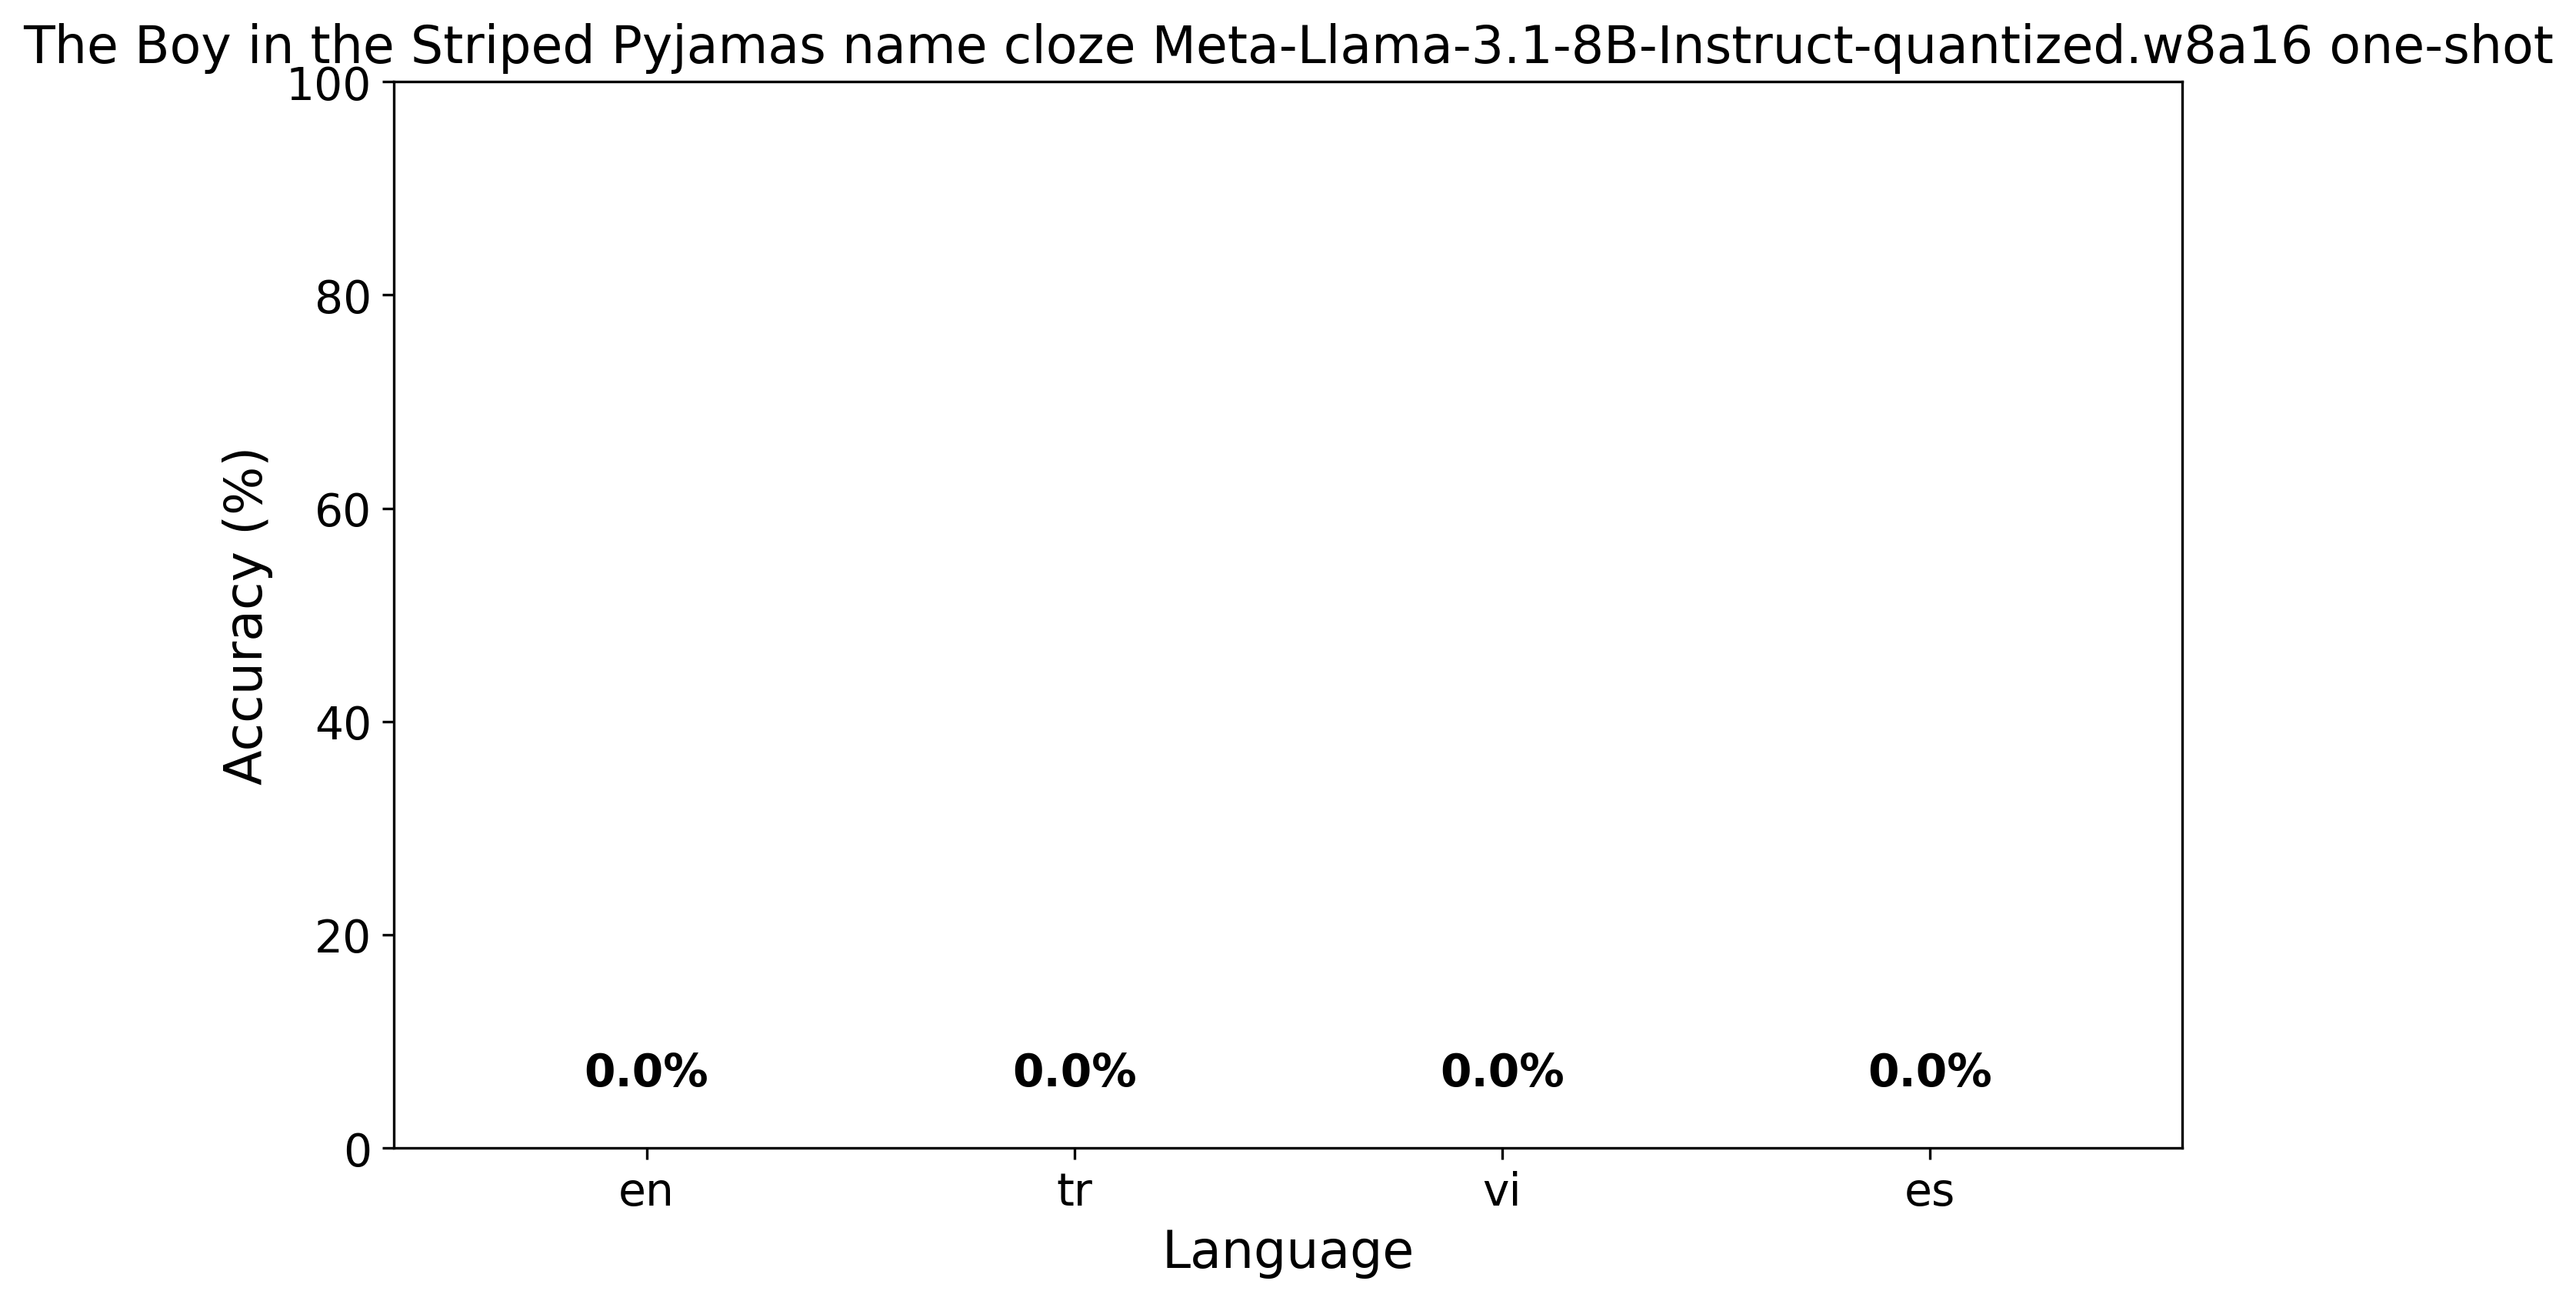 The Boy in the Striped Pyjamas name cloze Meta-Llama-3.1-8B-Instruct-quantized.w8a16 one-shot
100
80
60
40
20
0
Accuracy (%)
0.0% 0.0% 0.0% 0.0%
en tr vi es
Language